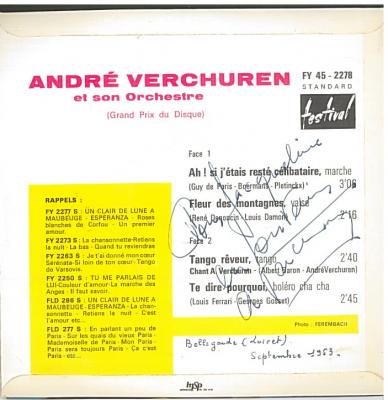 ANDRÉ VERCHUREN
et son Orchestre
(Grand Prix du Disque)
FY 45 - 2278
STANDARD
festival
Face 1
Ah ! si j'étais resté célibataire, marche
(Guy de Paris - Boermans - Pletinckx) 3'06
Fleur des montagnes, valse
(René Denoncin - Louis Damon) 2'16
Face 2
Tango rêveur, tango 2'40
Chant A. Verchuren (Albert Baron - André Verchuren)
Te dire pourquoi, boléro cha cha
(Louis Ferrari - Georges Gosset) 2'45
RAPPELS :
FY 2277 S : UN CLAIR DE LUNE A
MAUBEUGE - ESPERANZA - Roses
blanches de Corfou - Un premier
amour.
FY 2273 S : La chansonnette - Retiens
la nuit - La bas - Quand tu reviendras
FY 2263 S : Je t'ai donné mon cœur
Sérénata - Si loin de ton cœur - Tango
de Varsovie.
FY 2250 S : TU ME PARLAIS DE
LUI - Couleur d'amour - La marche des
Anges - Il faut savoir.
FLD 296 S : UN CLAIR DE LUNE A
MAUBEUGE - ESPERANZA - La chan-
sonnette - Retiens la nuit - C'est
l'amour etc...
FLD 277 S : En partant un peu de
Paris - Sur les quais du vieux Paris -
Mademoiselle de Paris - Mon Paris -
Paris sera toujours Paris - Ça c'est
Paris etc...
Photo : FEREMBACH
Pour Jacqueline
Bellegarde (Loiret).
Septembre 1963.